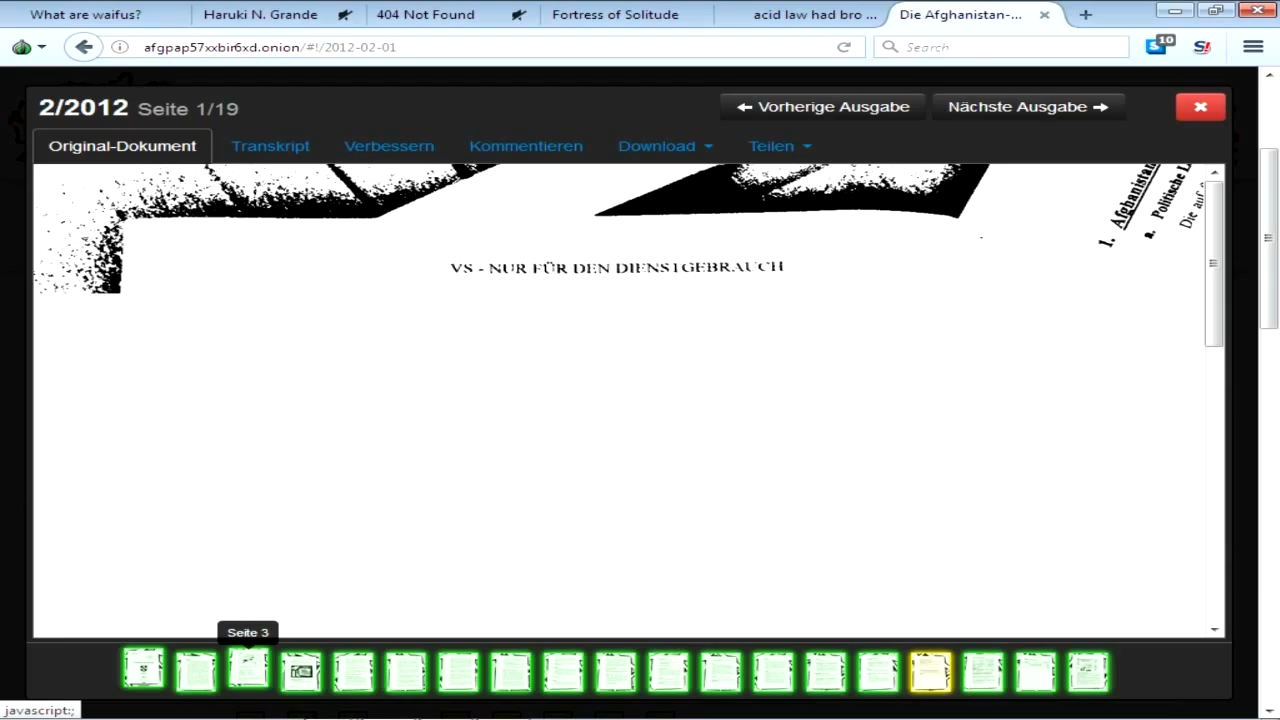 What are waifus?
Haruki N. Grande
404 Not Found
Fortress of Solitude
acid law had bro ...
Die Afghanistan-...
afgpap57xxbir6xd.onion/#!/2012-02-01
Search
10
S!
2/2012 Seite 1/19
Vorherige Ausgabe
Nächste Ausgabe
Original-Dokument
Transkript
Verbessern
Kommentieren
Download
Teilen
1. Afghanistan
a. Politische L
Die auf
VS - NUR FÜR DEN DIENSTGEBRAUCH
Seite 3
javascript:;